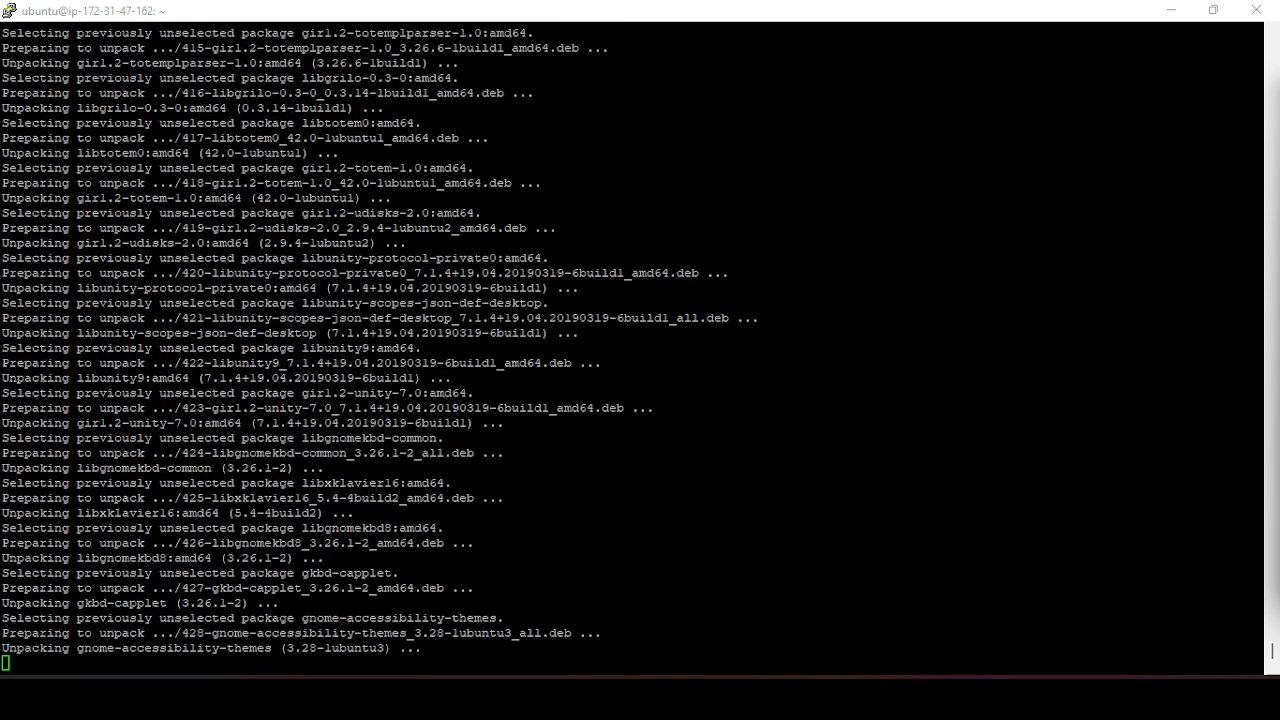 ubuntu@ip-172-31-47-162: ~
Selecting previously unselected package gir1.2-totemplparser-1.0:amd64.
Preparing to unpack .../415-gir1.2-totemplparser-1.0_3.26.6-1build1_amd64.deb ...
Unpacking gir1.2-totemplparser-1.0:amd64 (3.26.6-1build1) ...
Selecting previously unselected package libgrilo-0.3-0:amd64.
Preparing to unpack .../416-libgrilo-0.3-0_0.3.14-1build1_amd64.deb ...
Unpacking libgrilo-0.3-0:amd64 (0.3.14-1build1) ...
Selecting previously unselected package libtotem0:amd64.
Preparing to unpack .../417-libtotem0_42.0-1ubuntu1_amd64.deb ...
Unpacking libtotem0:amd64 (42.0-1ubuntu1) ...
Selecting previously unselected package gir1.2-totem-1.0:amd64.
Preparing to unpack .../418-gir1.2-totem-1.0_42.0-1ubuntu1_amd64.deb ...
Unpacking gir1.2-totem-1.0:amd64 (42.0-1ubuntu1) ...
Selecting previously unselected package gir1.2-udisks-2.0:amd64.
Preparing to unpack .../419-gir1.2-udisks-2.0_2.9.4-1ubuntu2_amd64.deb ...
Unpacking gir1.2-udisks-2.0:amd64 (2.9.4-1ubuntu2) ...
Selecting previously unselected package libunity-protocol-private0:amd64.
Preparing to unpack .../420-libunity-protocol-private0_7.1.4+19.04.20190319-6build1_amd64.deb ...
Unpacking libunity-protocol-private0:amd64 (7.1.4+19.04.20190319-6build1) ...
Selecting previously unselected package libunity-scopes-json-def-desktop.
Preparing to unpack .../421-libunity-scopes-json-def-desktop_7.1.4+19.04.20190319-6build1_all.deb ...
Unpacking libunity-scopes-json-def-desktop (7.1.4+19.04.20190319-6build1) ...
Selecting previously unselected package libunity9:amd64.
Preparing to unpack .../422-libunity9_7.1.4+19.04.20190319-6build1_amd64.deb ...
Unpacking libunity9:amd64 (7.1.4+19.04.20190319-6build1) ...
Selecting previously unselected package gir1.2-unity-7.0:amd64.
Preparing to unpack .../423-gir1.2-unity-7.0_7.1.4+19.04.20190319-6build1_amd64.deb ...
Unpacking gir1.2-unity-7.0:amd64 (7.1.4+19.04.20190319-6build1) ...
Selecting previously unselected package libgnomekbd-common.
Preparing to unpack .../424-libgnomekbd-common_3.26.1-2_all.deb ...
Unpacking libgnomekbd-common (3.26.1-2) ...
Selecting previously unselected package libxklavier16:amd64.
Preparing to unpack .../425-libxklavier16_5.4-4build2_amd64.deb ...
Unpacking libxklavier16:amd64 (5.4-4build2) ...
Selecting previously unselected package libgnomekbd8:amd64.
Preparing to unpack .../426-libgnomekbd8_3.26.1-2_amd64.deb ...
Unpacking libgnomekbd8:amd64 (3.26.1-2) ...
Selecting previously unselected package gkbd-capplet.
Preparing to unpack .../427-gkbd-capplet_3.26.1-2_amd64.deb ...
Unpacking gkbd-capplet (3.26.1-2) ...
Selecting previously unselected package gnome-accessibility-themes.
Preparing to unpack .../428-gnome-accessibility-themes_3.28-1ubuntu3_all.deb ...
Unpacking gnome-accessibility-themes (3.28-1ubuntu3) ...